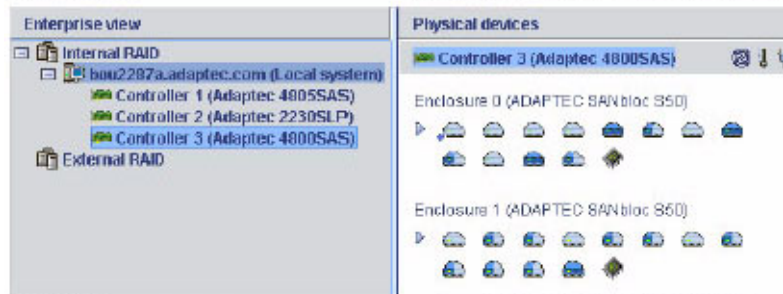 Enterprise view
Internal RAID
bou2287a.adaptec.com (Local system)
Controller 1 (Adaptec 4805SAS)
Controller 2 (Adaptec 2230SLP)
Controller 3 (Adaptec 4800SAS)
External RAID
Physical devices
Controller 3 (Adaptec 4800SAS)
Enclosure 0 (ADAPTEC SANbloc S50)
Enclosure 1 (ADAPTEC SANbloc S50)